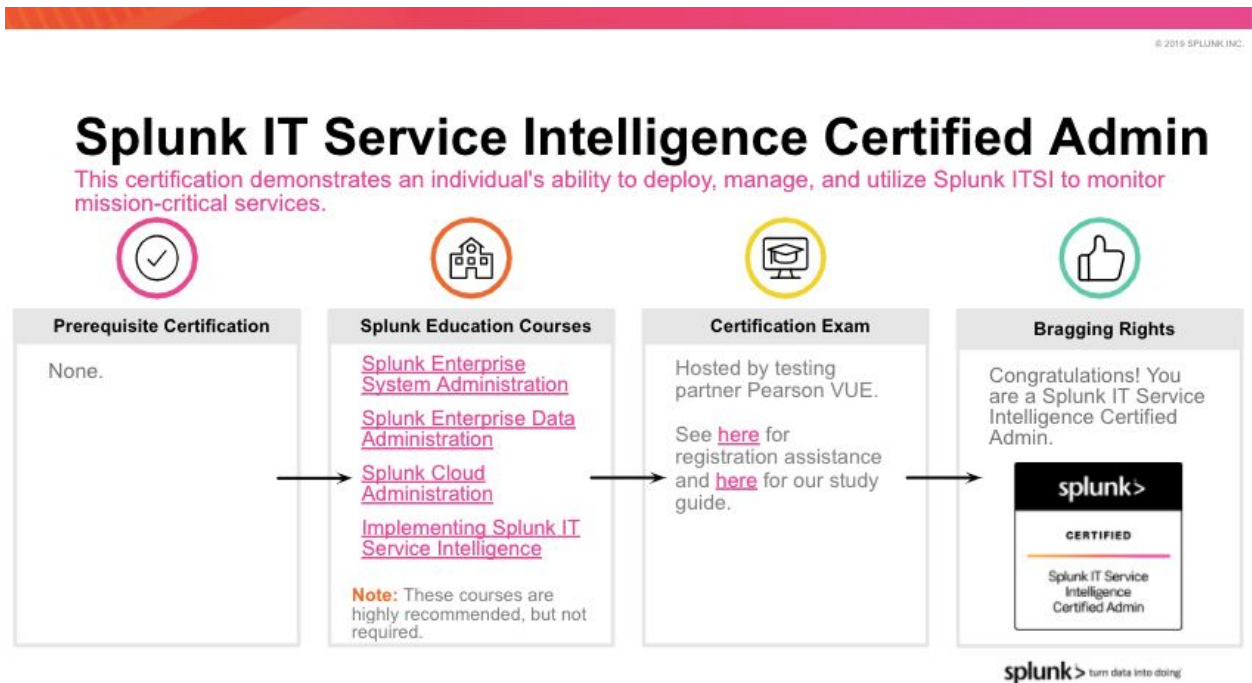 © 2019 SPLUNK INC.
Splunk IT Service Intelligence Certified Admin
This certification demonstrates an individual's ability to deploy, manage, and utilize Splunk ITSI to monitor
mission-critical services.
Prerequisite Certification
None.
Splunk Education Courses
Splunk Enterprise
System Administration
Splunk Enterprise Data
Administration
Splunk Cloud
Administration
Implementing Splunk IT
Service Intelligence
Note: These courses are
highly recommended, but not
required.
Certification Exam
Hosted by testing
partner Pearson VUE.
See here for
registration assistance
and here for our study
guide.
Bragging Rights
Congratulations! You
are a Splunk IT Service
Intelligence Certified
Admin.
splunk>
CERTIFIED
Splunk IT Service
Intelligence
Certified Admin
splunk> turn data into doing